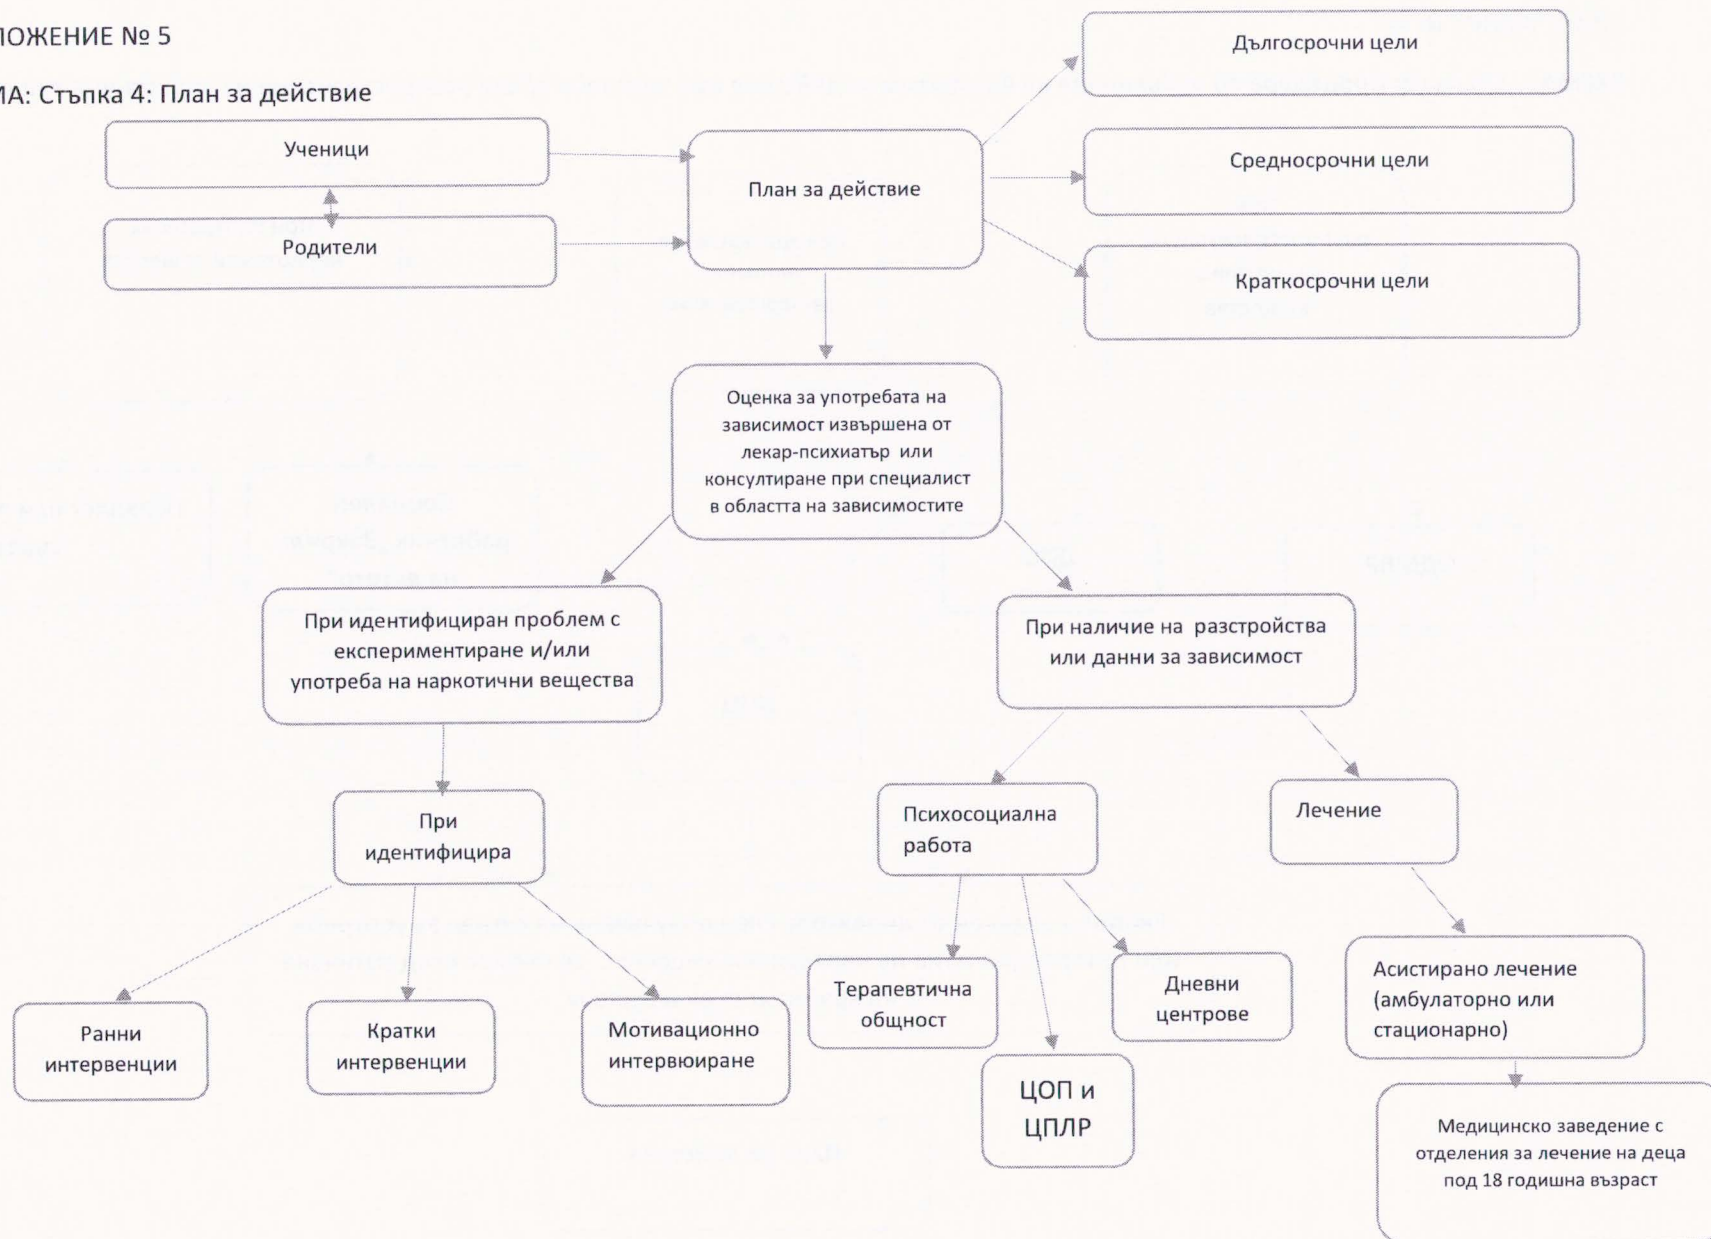 ЛОЖЕНИЕ № 5
МА: Стъпка 4: План за действие
Ученици
Родители
План за действие
Дългосрочни цели
Средносрочни цели
Краткосрочни цели
Оценка за употребата на
зависимост извършена от
лекар-психиатър или
консултиране при специалист
в областта на зависимостите
При идентифициран проблем с
експериментиране и/или
употреба на наркотични вещества
При наличие на разстройства
или данни за зависимост
При
идентифицира
Психосоциална
работа
Лечение
Ранни
интервенции
Кратки
интервенции
Мотивационно
интервюиране
Терапевтична
общност
ЦОП и
ЦПЛР
Дневни
центрове
Асистирано лечение
(амбулаторно или
стационарно)
Медицинско заведение с
отделения за лечение на деца
под 18 годишна възраст